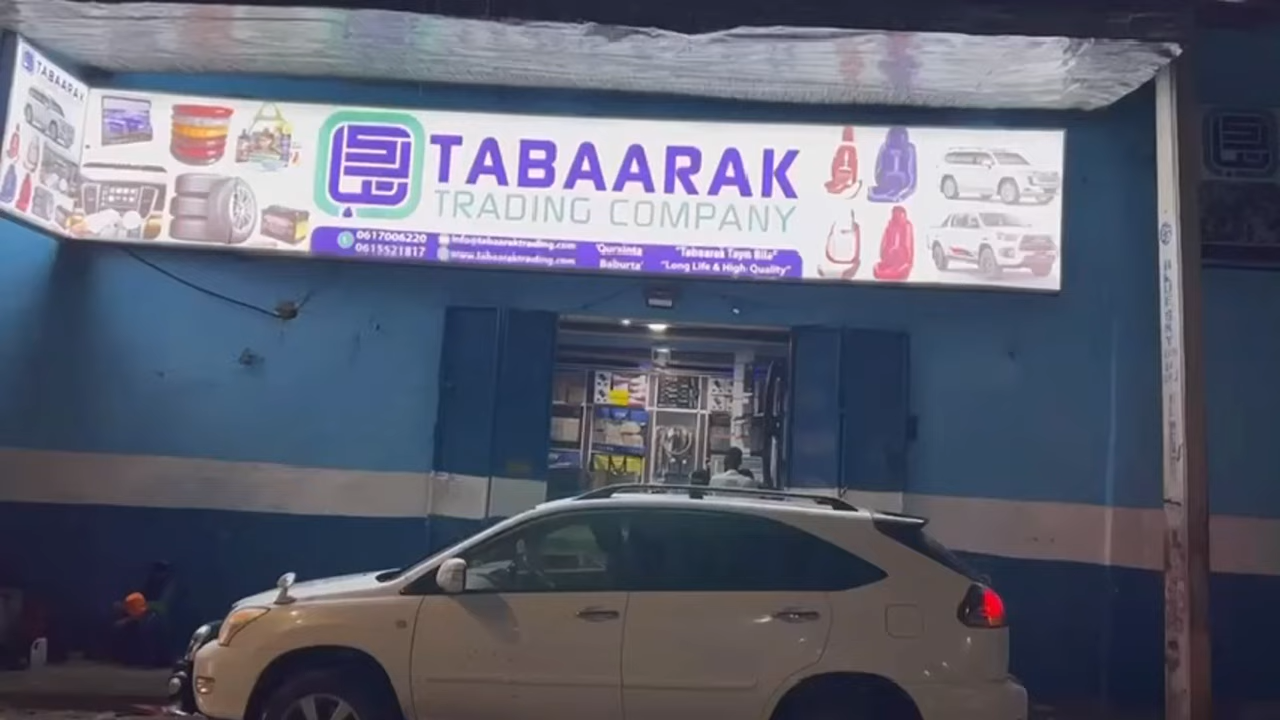 TABAARAK
TABAARAK
TRADING COMPANY
0617006220
0615521817
info@tabaaraktrading.com
www.tabaaraktrading.com
'Qurxinta
Baburta'
"Tabaarak Taym Bila"
"Long Life & High Quality"